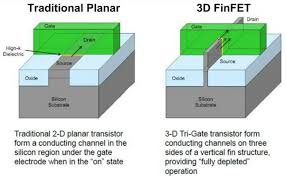 Traditional Planar
Drain
Gate
High-k
Dielectric
Source
Oxide
Silicon
Substrate
Traditional 2-D planar transistor
form a conducting channel in the
silicon region under the gate
electrode when in the "on" state
3D FinFET
Drain
Gate
Source
Oxide
Silicon
Substrate
3-D Tri-Gate transistor form
conducting channels on three
sides of a vertical fin structure,
providing "fully depleted"
operation